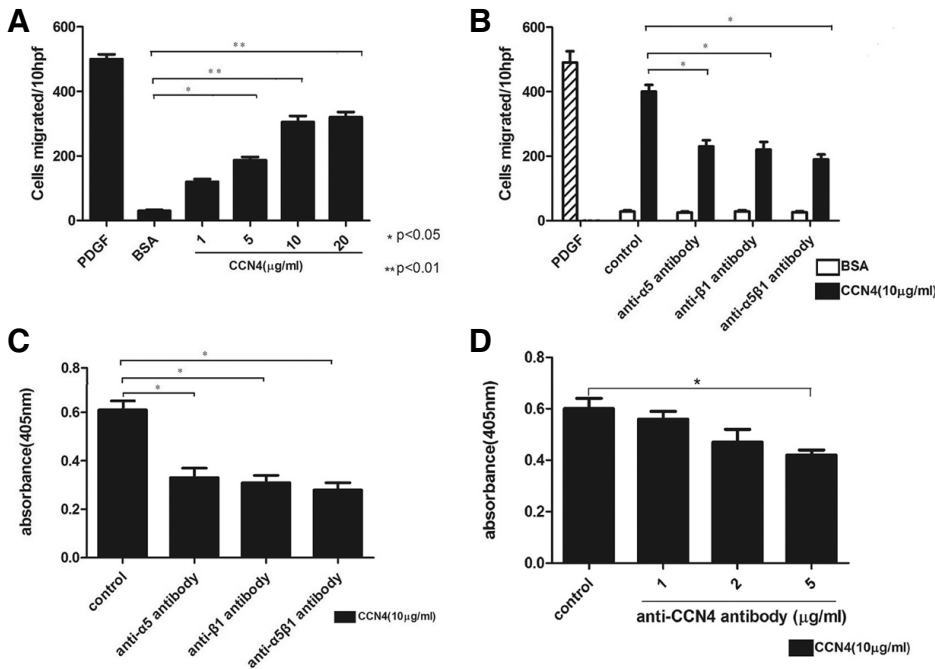 A
Cells migrated/10hpf
600
400
200
0
**
**
*
PDGF
BSA
1
5
10
20
CCN4(μg/ml)
* p<0.05
**p<0.01
B
Cells migrated/10hpf
600
400
200
0
*
*
*
PDGF
control
anti-α5 antibody
anti-β1 antibody
anti-α5β1 antibody
BSA
CCN4(10μg/ml)
C
absorbance(405nm)
0.8
0.6
0.4
0.2
0.0
*
*
*
control
anti-α5 antibody
anti-β1 antibody
anti-α5β1 antibody
CCN4(10μg/ml)
D
absorbance(405nm)
0.8
0.6
0.4
0.2
0.0
*
control
1
2
5
anti-CCN4 antibody (μg/ml)
CCN4(10μg/ml)